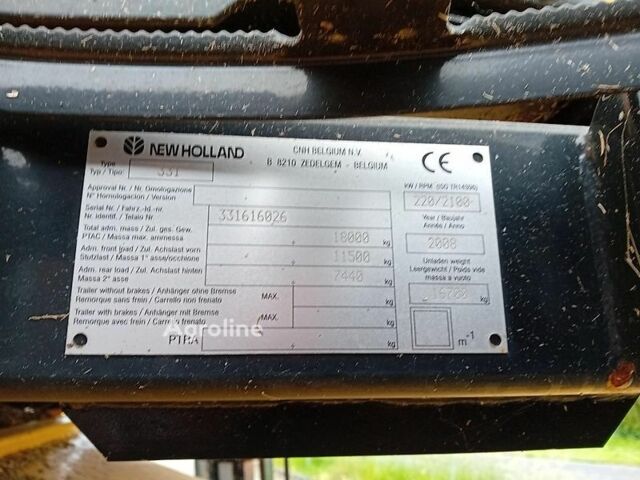 NEW HOLLAND
CNH BELGIUM N.V.
B 8210 ZEDELGEM - BELGIUM
CE
Type
Typ / Tipo
331
Approval Nr. / Nr. Omologazione
N° Homologation / Version
kW / RPM (ISO TR14396)
220/2100
Serial Nr. / Fahrz.-Id.-nr.
Nr. identif. / Telaio Nr.
331616026
Year / Baujahr
Année / Anno
2008
Total adm. mass / Zul. ges. Gew.
PTAC / Massa max. ammessa
18000 kg
Adm. front load / Zul. Achslast vorn
Stutzlast / Massa 1° asse/occhione
11500 kg
Unladen weight
Leergewicht / Poids vide
massa a vuoto
kg
Adm. rear load / Zul. Achslast hinten
Massa 2° asse
7440 kg
Trailer without brakes / Anhänger ohne Bremse
Remorque sans frein / Carrello non frenato
MAX. kg
Trailer with brakes / Anhänger mit Bremse
Remorque avec frein / Carrello frenato
MAX. kg
PTRA kg
m-1
Agroline